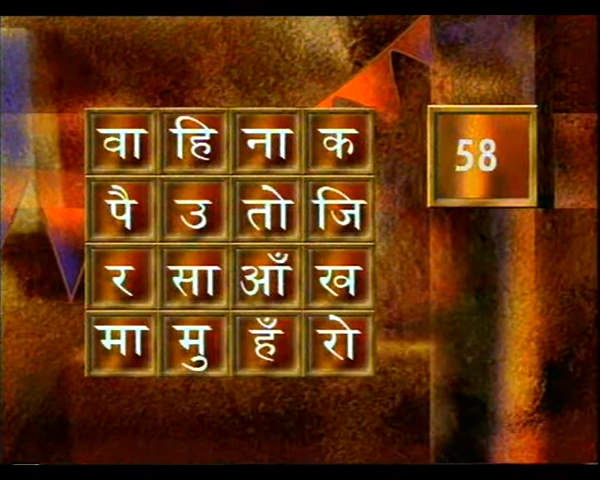 वा हि ना क
58
पै उ तो जि
र सा आँ ख
मा मु हँ रो